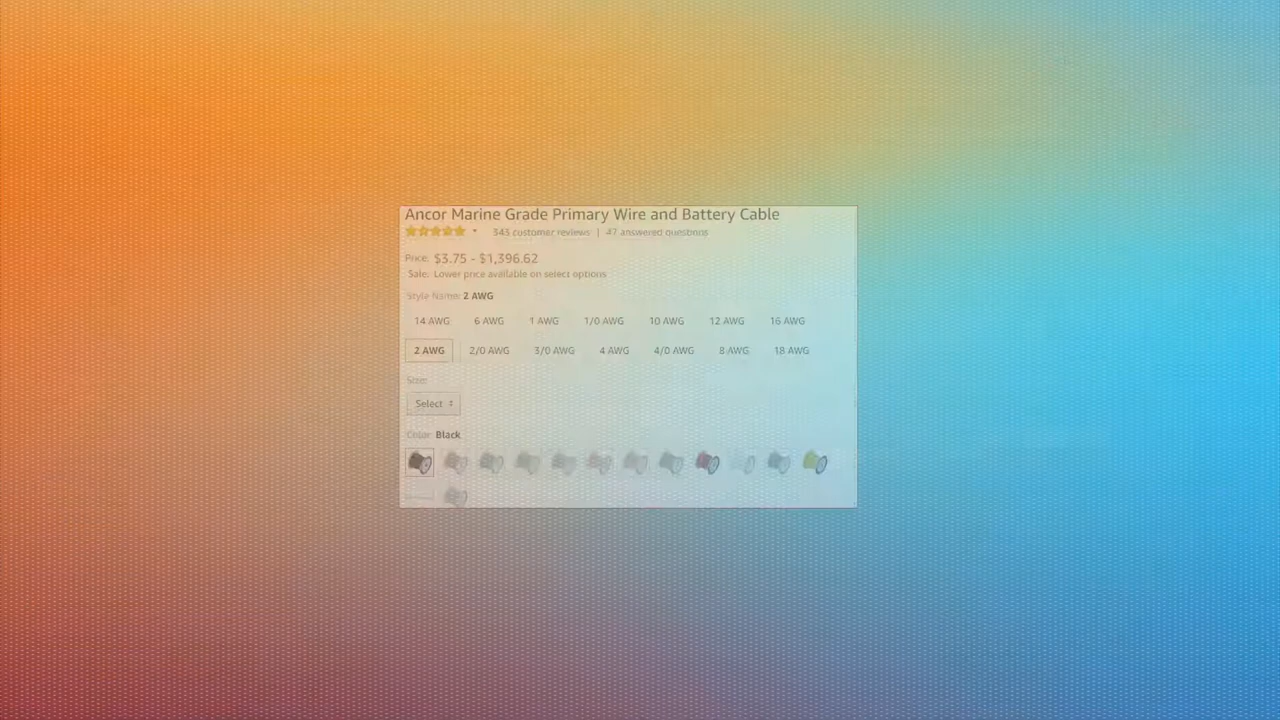 Ancor Marine Grade Primary Wire and Battery Cable
343 customer reviews | 47 answered questions
Price: $3.75 - $1,396.62
Sale: Lower price available on select options
Style Name: 2 AWG
14 AWG 6 AWG 1 AWG 1/0 AWG 10 AWG 12 AWG 16 AWG
2 AWG 2/0 AWG 3/0 AWG 4 AWG 4/0 AWG 8 AWG 18 AWG
Size:
Select
Color: Black